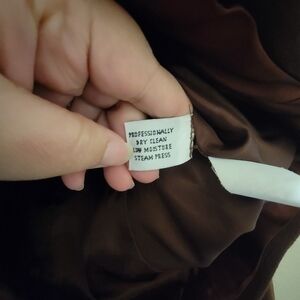 PROFESSIONALLY
DRY CLEAN
LOW MOISTURE
STEAM PRESS